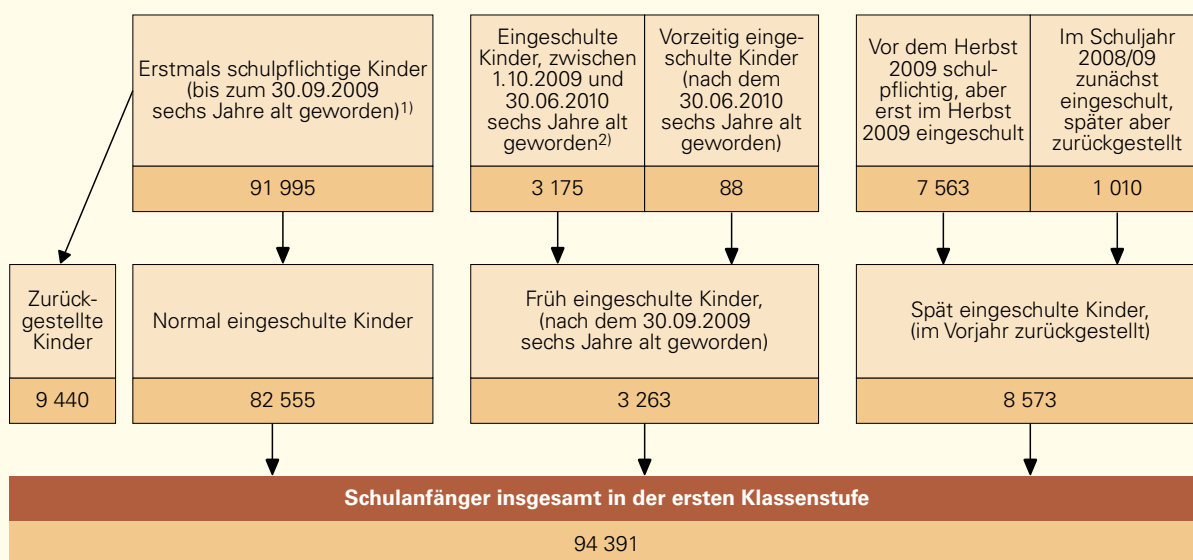 Erstmals schulpflichtige Kinder
(bis zum 30.09.2009
sechs Jahre alt geworden)1)
91 995
Eingeschulte
Kinder, zwischen
1.10.2009 und
30.06.2010
sechs Jahre alt
geworden2)
3 175
Vorzeitig einge-
schulte Kinder
(nach dem
30.06.2010
sechs Jahre alt
geworden)
88
Vor dem Herbst
2009 schul-
pflichtig, aber
erst im Herbst
2009 eingeschult
7 563
Im Schuljahr
2008/09
zunächst
eingeschult,
später aber
zurückgestellt
1 010
Zurück-
gestellte
Kinder
9 440
Normal eingeschulte Kinder
82 555
Früh eingeschulte Kinder,
(nach dem 30.09.2009
sechs Jahre alt geworden)
3 263
Spät eingeschulte Kinder,
(im Vorjahr zurückgestellt)
8 573
Schulanfänger insgesamt in der ersten Klassenstufe
94 391